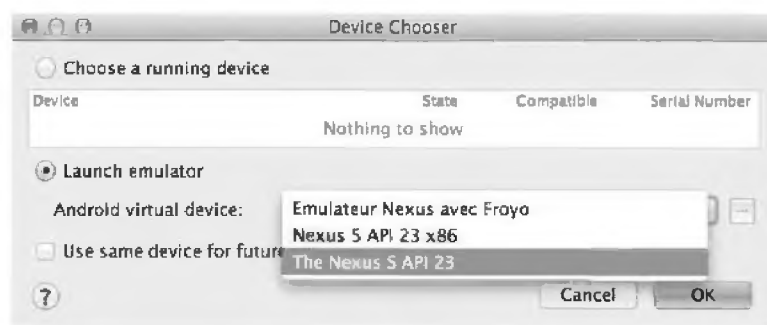 Device Chooser
Choose a running device
Device State Compatible Serial Number
Nothing to show
Launch emulator
Android virtual device:
Emulateur Nexus avec Froyo
Nexus 5 API 23 x86
Use same device for future
The Nexus S API 23
?
Cancel OK